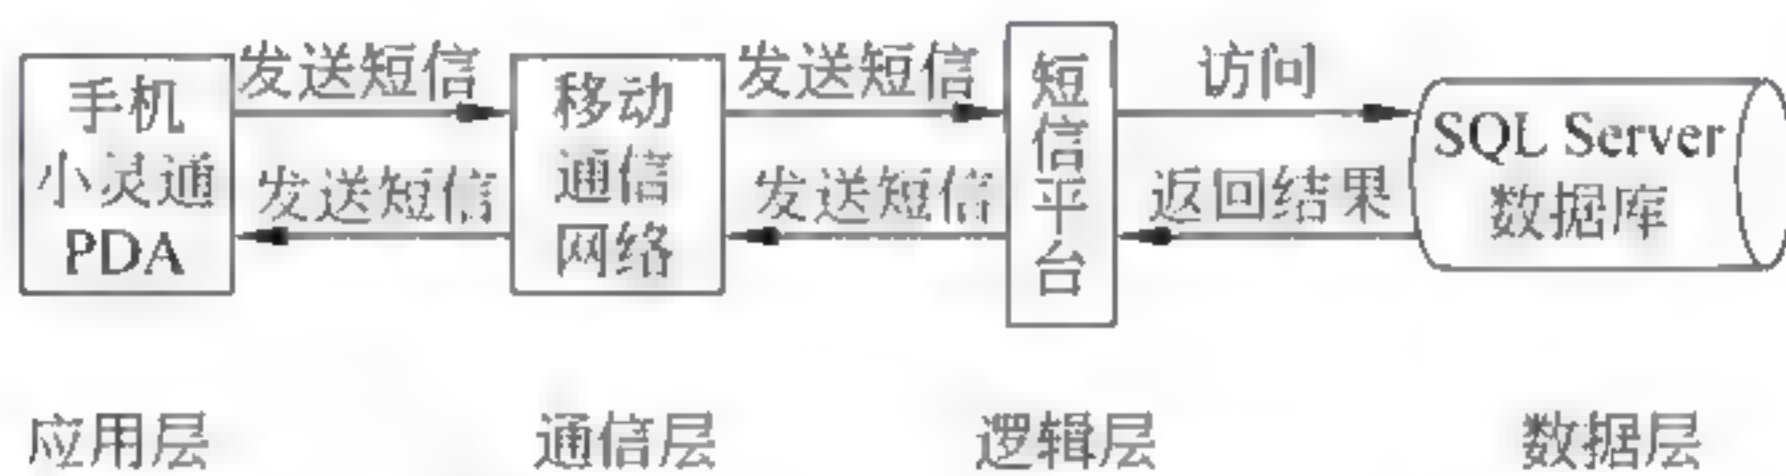 手机
小灵通
PDA
发送短信
发送短信
移动
通信
网络
发送短信
发送短信
短信平台
访问
返回结果
SQL Server
数据库
应用层
通信层
逻辑层
数据层